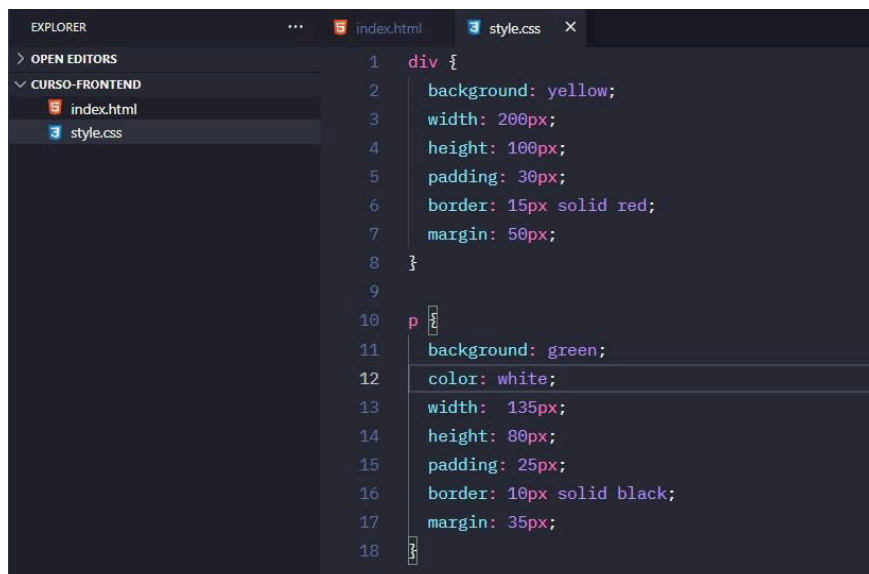 EXPLORER ···
OPEN EDITORS
CURSO-FRONTEND
index.html
style.css
index.html style.css ×
1 div {
2 background: yellow;
3 width: 200px;
4 height: 100px;
5 padding: 30px;
6 border: 15px solid red;
7 margin: 50px;
8 }
9
10 p {
11 background: green;
12 color: white;
13 width:  135px;
14 height: 80px;
15 padding: 25px;
16 border: 10px solid black;
17 margin: 35px;
18 }